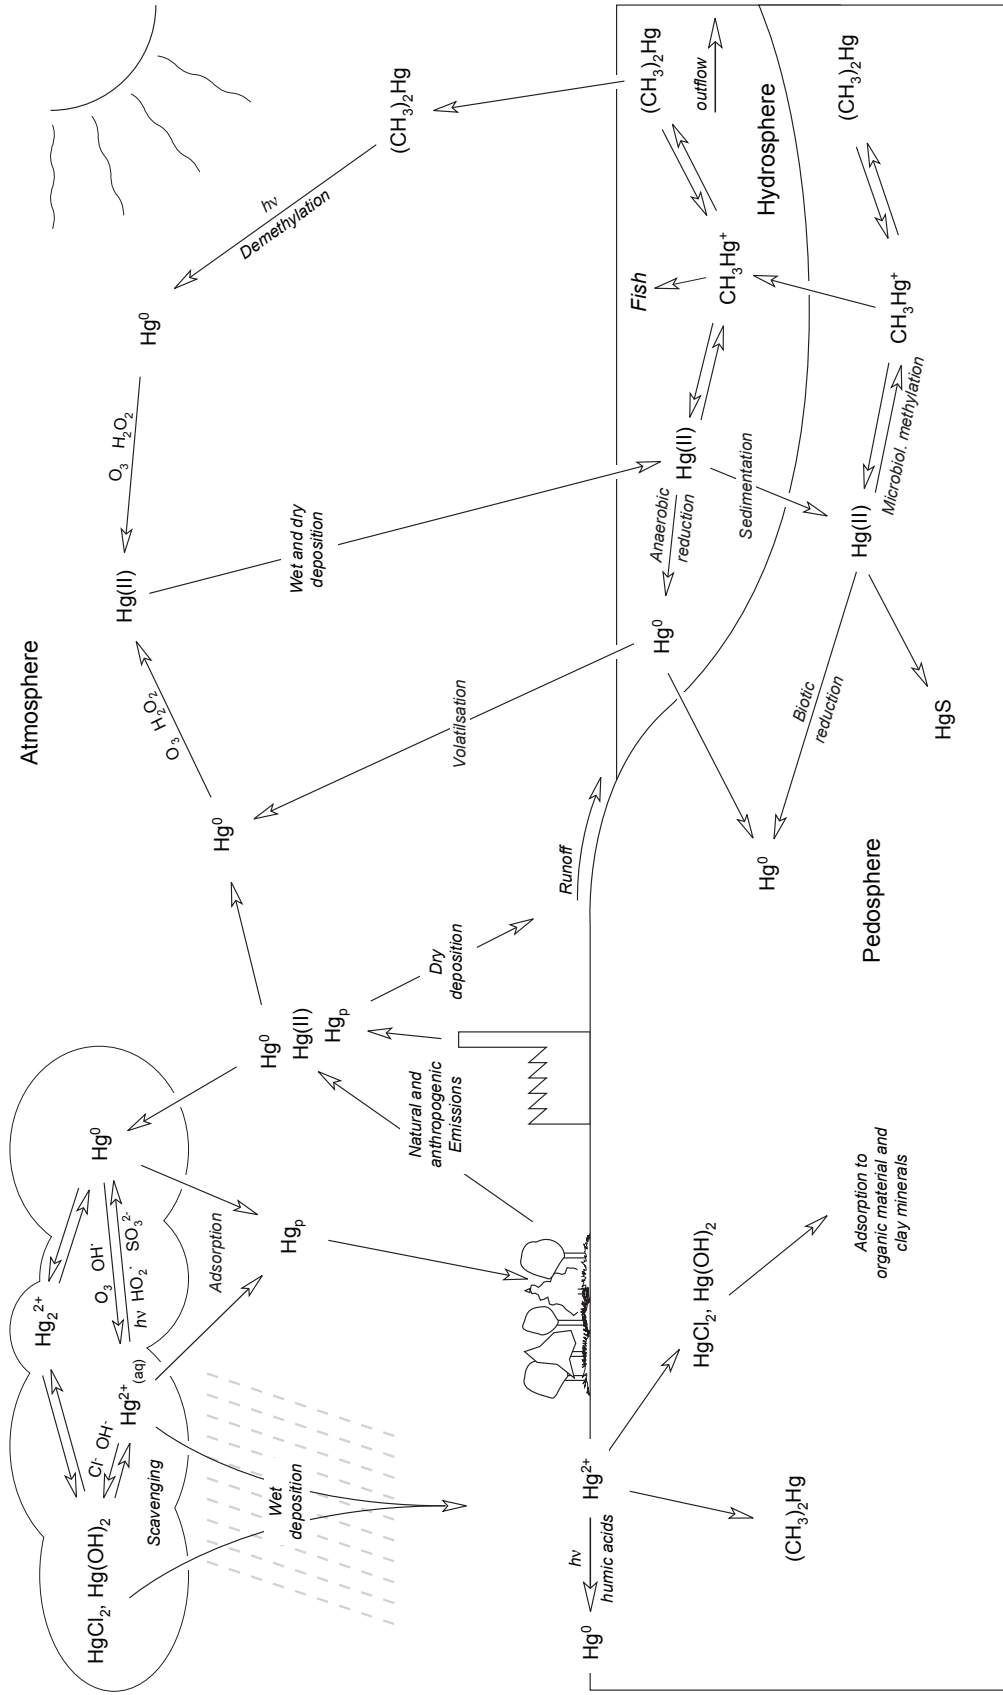 Atmosphere
HgCl₂, Hg(OH)₂
Cl⁻ OH⁻
Scavenging
Hg₂²⁺
Hg²⁺(aq)
O₃ OH˙
hν HO₂˙ SO₃²⁻
Hg⁰
Adsorption
Hgₚ
Wet
deposition
Natural and
anthropogenic
Emissions
Hg⁰
Hg(II)
Hgₚ
Dry
deposition
Hg⁰
O₃ H₂O₂
Hg(II)
O₃ H₂O₂
Hg⁰
hν
Demethylation
(CH₃)₂Hg
Wet and dry
deposition
Volatilisation
Runoff
Hg⁰
Anaerobic
reduction
Hg(II)
Sedimentation
Fish
CH₃Hg⁺
(CH₃)₂Hg
outflow
Hydrosphere
Hg⁰
hν
humic acids
Hg²⁺
HgCl₂, Hg(OH)₂
(CH₃)₂Hg
Adsorption to
organic material and
clay minerals
Pedosphere
Hg⁰
Biotic
reduction
HgS
Hg(II)
Microbiol. methylation
CH₃Hg⁺
(CH₃)₂Hg